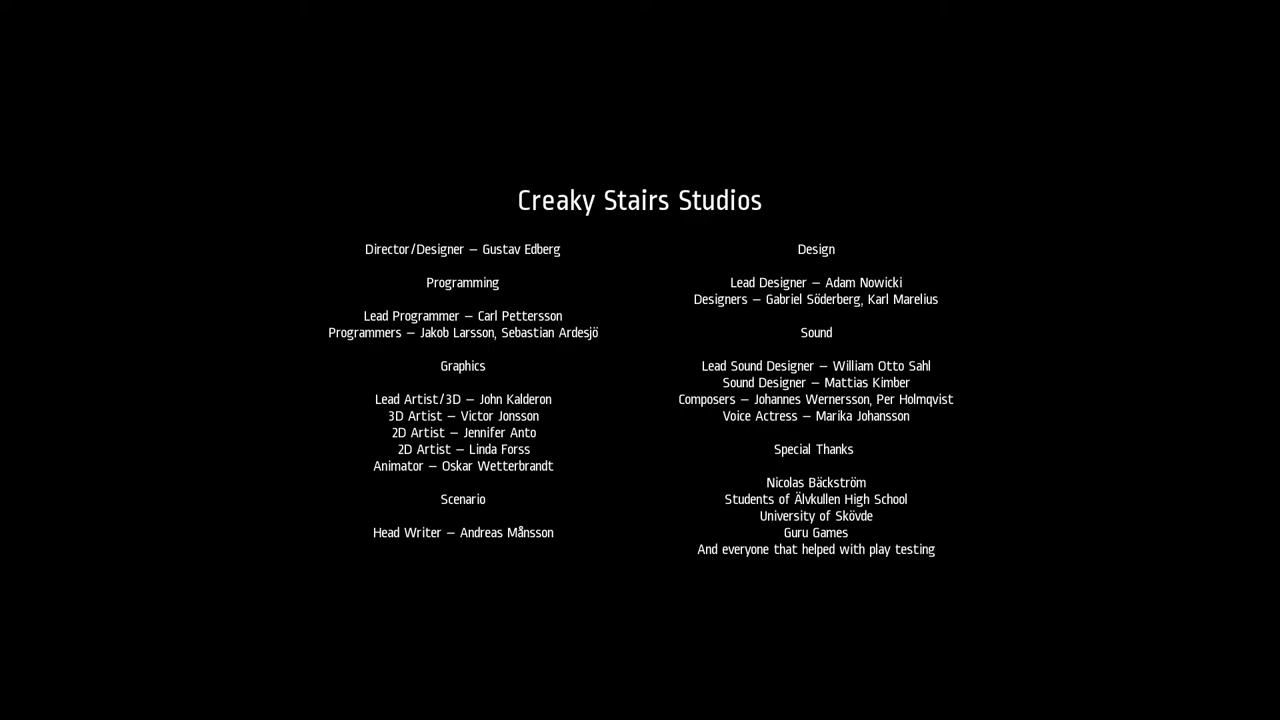 Creaky Stairs Studios
Director/Designer – Gustav Edberg
Programming
Lead Programmer – Carl Pettersson
Programmers – Jakob Larsson, Sebastian Ardesjö
Graphics
Lead Artist/3D – John Kalderon
3D Artist – Victor Jonsson
2D Artist – Jennifer Anto
2D Artist – Linda Forss
Animator – Oskar Wetterbrandt
Scenario
Head Writer – Andreas Månsson
Design
Lead Designer – Adam Nowicki
Designers – Gabriel Söderberg, Karl Marelius
Sound
Lead Sound Designer – William Otto Sahl
Sound Designer – Mattias Kimber
Composers – Johannes Wernersson, Per Holmqvist
Voice Actress – Marika Johansson
Special Thanks
Nicolas Bäckström
Students of Älvkullen High School
University of Skövde
Guru Games
And everyone that helped with play testing